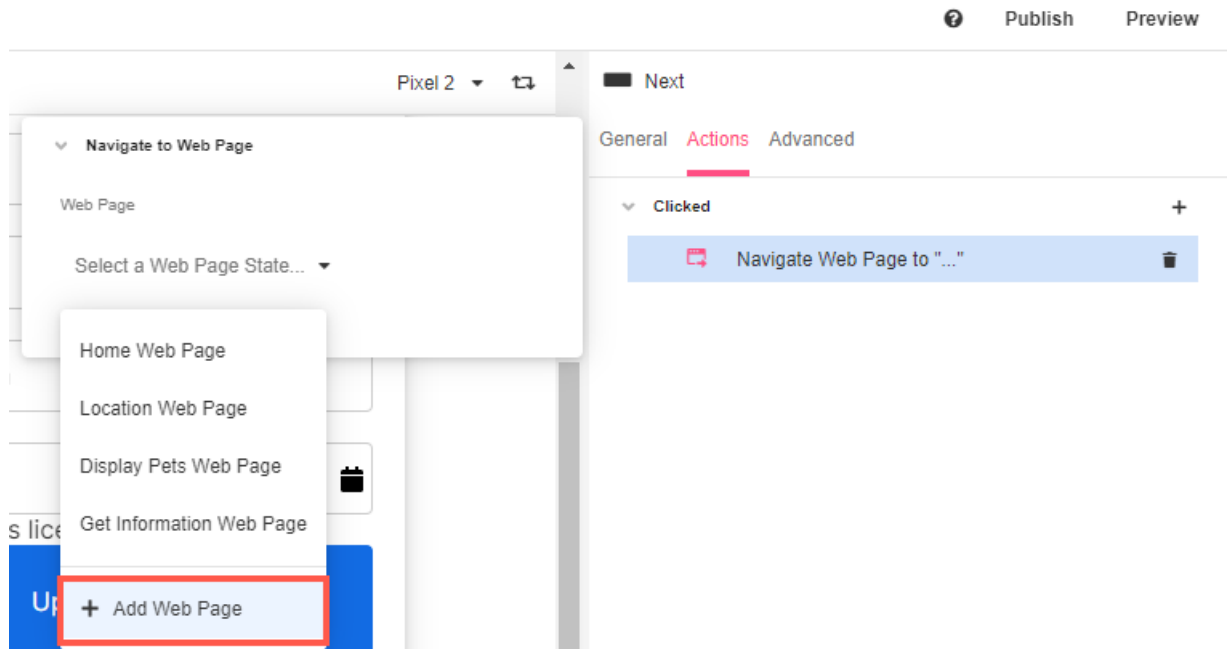 Publish Preview
Pixel 2
Next
Navigate to Web Page
General Actions Advanced
Web Page
Clicked
Select a Web Page State...
Navigate Web Page to "..."
Home Web Page
Location Web Page
Display Pets Web Page
Get Information Web Page
s lice
Up
+ Add Web Page